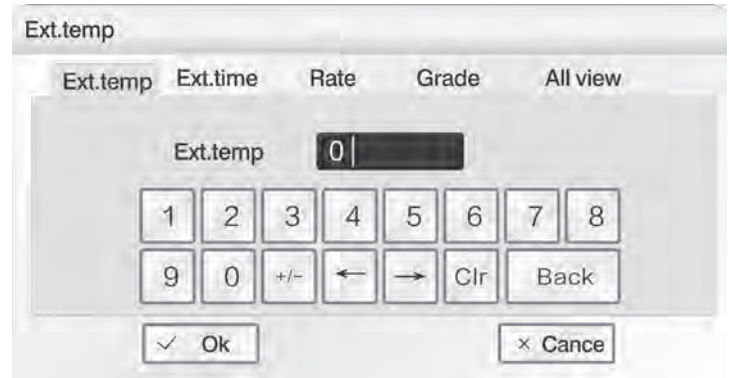 Ext.temp
Ext.temp Ext.time Rate Grade All view
Ext.temp 0
1 2 3 4 5 6 7 8
9 0 +/- ← → Clr Back
✓ Ok × Cance